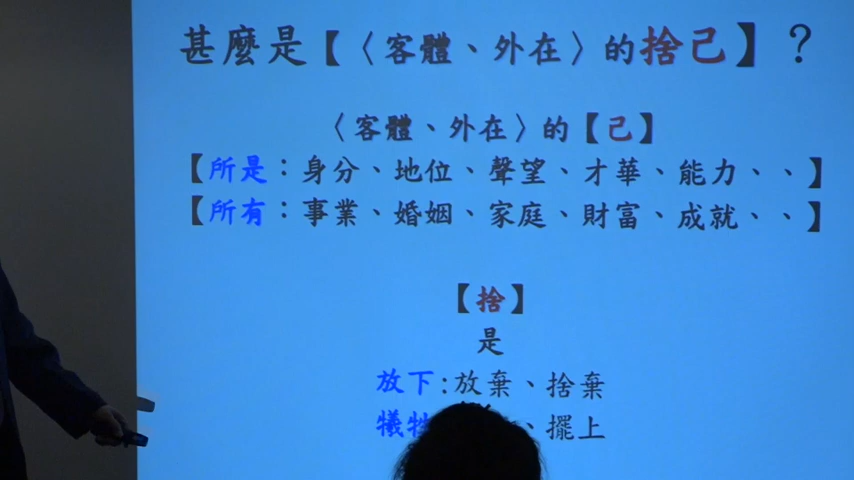 甚麼是【〈客體、外在〉的捨己】？
〈客體、外在〉的【己】
【所是：身分、地位、聲望、才華、能力、、】
【所有：事業、婚姻、家庭、財富、成就、、】
【捨】
是
放下:放棄、捨棄
犧牲、擺上